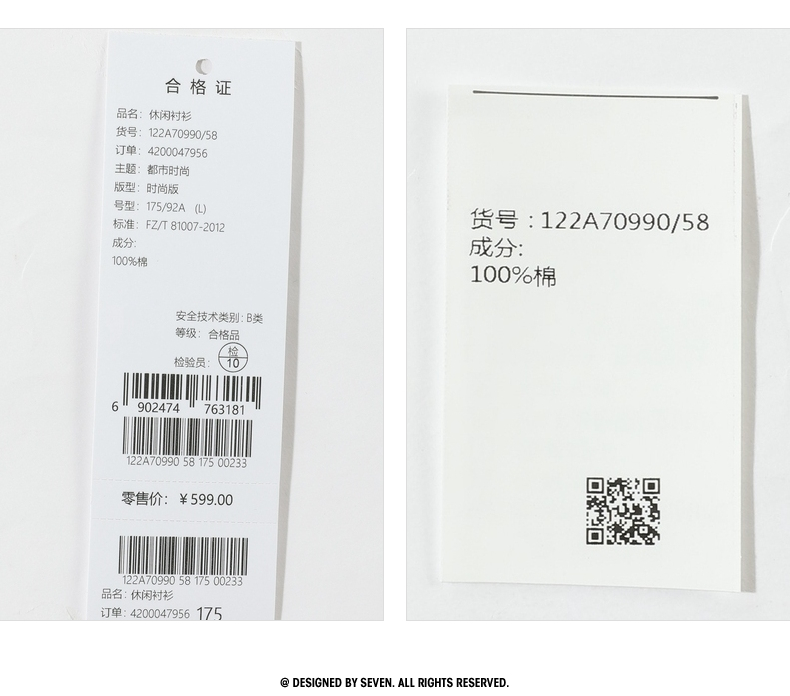 合格证
品名: 休闲衬衫
货号: 122A70990/58
订单: 4200047956
主题: 都市时尚
版型: 时尚版
号型: 175/92A (L)
标准: FZ/T 81007-2012
成分:
100%棉
安全技术类别: B类
等级: 合格品
检验员: 检 10
6 902474 763181
122A70990 58 175 00233
零售价: ￥599.00
122A70990 58 175 00233
品名: 休闲衬衫
订单: 4200047956 175
货号 : 122A70990/58
成分:
100%棉
@ DESIGNED BY SEVEN. ALL RIGHTS RESERVED.